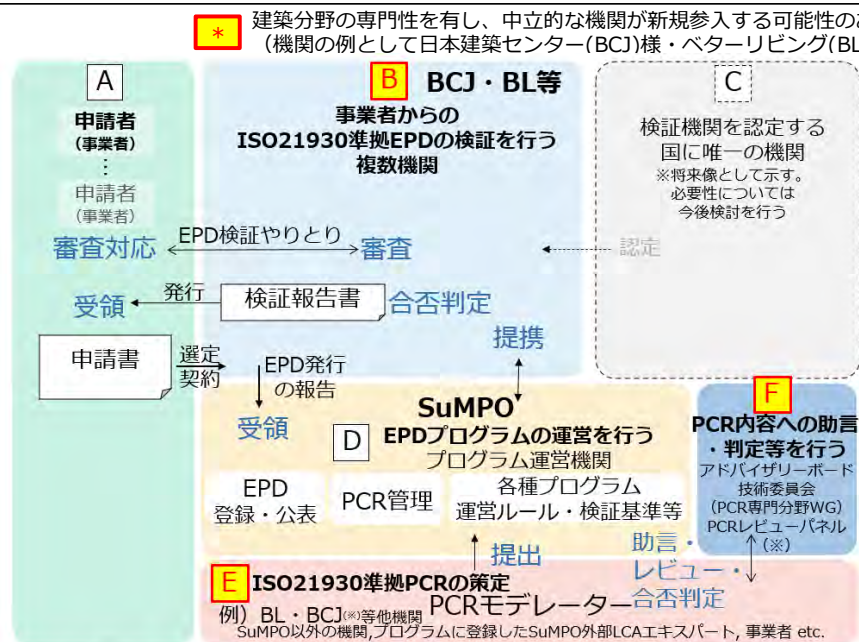 * 建築分野の専門性を有し、中立的な機関が新規参入する可能性の
（機関の例として日本建築センター(BCJ)様・ベターリビング(BL
A
申請者
(事業者)
⋮
申請者
(事業者)
審査対応
EPD検証やりとり
受領
発行
申請書
選定
契約
B BCJ・BL等
事業者からの
ISO21930準拠EPDの検証を行う
複数機関
審査
検証報告書
合否判定
提携
EPD発行
の報告
C
検証機関を認定する
国に唯一の機関
※将来像として示す。
必要性については
今後検討を行う
認定
SuMPO
受領
D EPDプログラムの運営を行う
プログラム運営機関
EPD
登録・公表
PCR管理
各種プログラム
運営ルール・検証基準等
F
PCR内容への助言
・判定等を行う
アドバイザリーボード
技術委員会
(PCR専門分野WG)
PCRレビューパネル
(※)
提出
助言・
レビュー・
合否判定
E ISO21930準拠PCRの策定
例）BL・BCJ(※)等他機関 PCRモデレーター
SuMPO以外の機関,プログラムに登録したSuMPO外部LCAエキスパート, 事業者 etc.